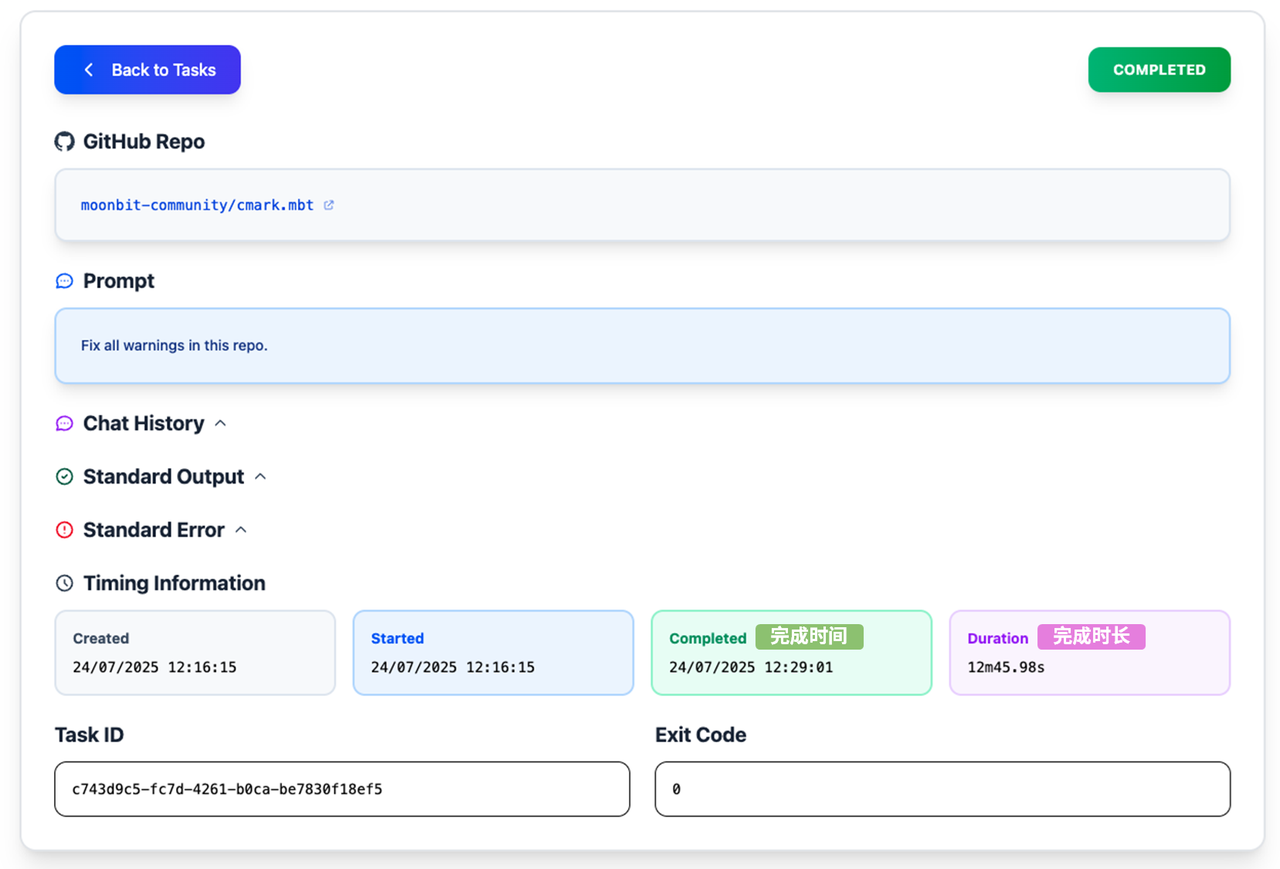 Back to Tasks
COMPLETED
GitHub Repo
moonbit-community/cmark.mbt
Prompt
Fix all warnings in this repo.
Chat History
Standard Output
Standard Error
Timing Information
Created
24/07/2025 12:16:15
Started
24/07/2025 12:16:15
Completed 完成时间
24/07/2025 12:29:01
Duration 完成时长
12m45.98s
Task ID
c743d9c5-fc7d-4261-b0ca-be7830f18ef5
Exit Code
0